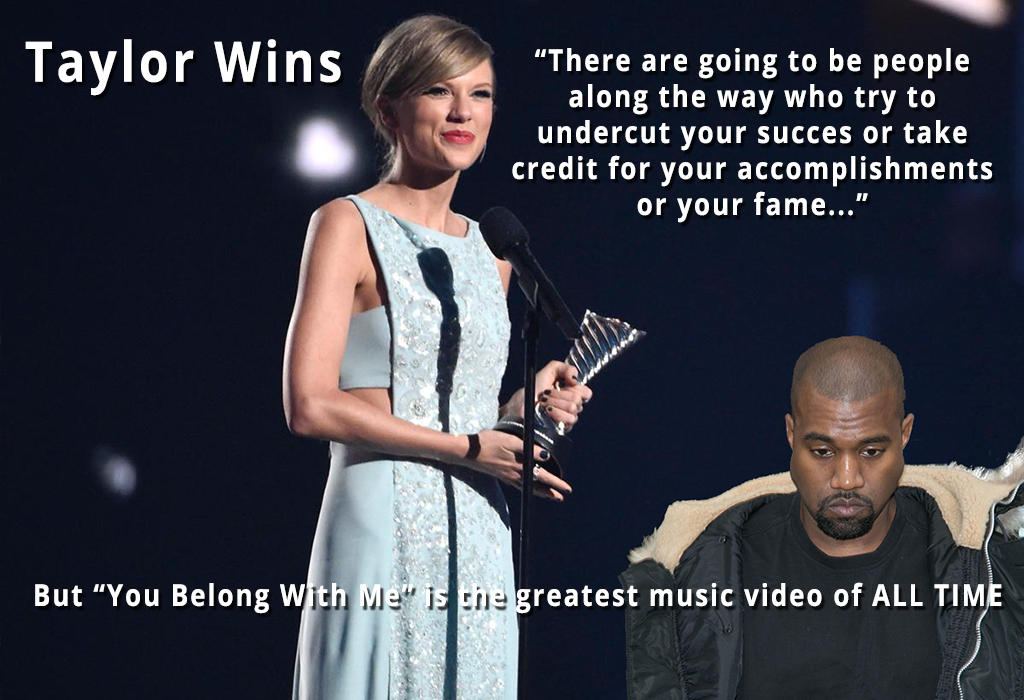 Taylor Wins
“There are going to be people
along the way who try to
undercut your succes or take
credit for your accomplishments
or your fame...”
But “You Belong With Me” is the greatest music video of ALL TIME